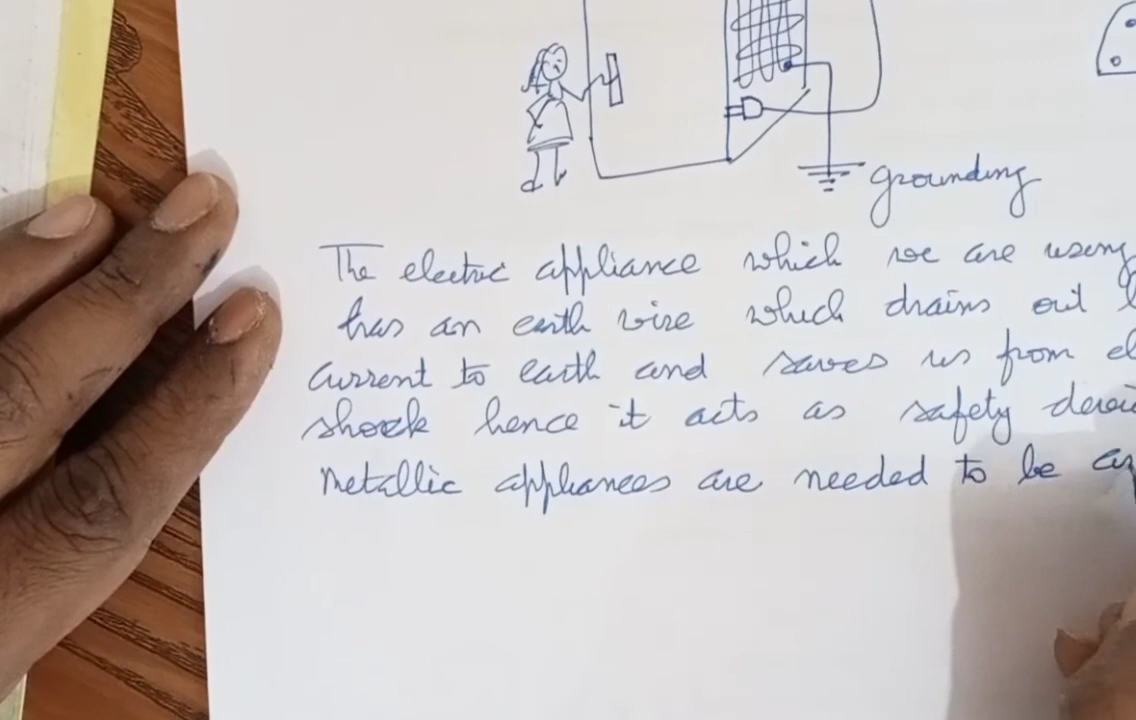 grounding
The electric appliance which we are using
has an earth wire which drains out
current to earth and saves us from
shock hence it acts as safety
Metallic appliances are needed to be